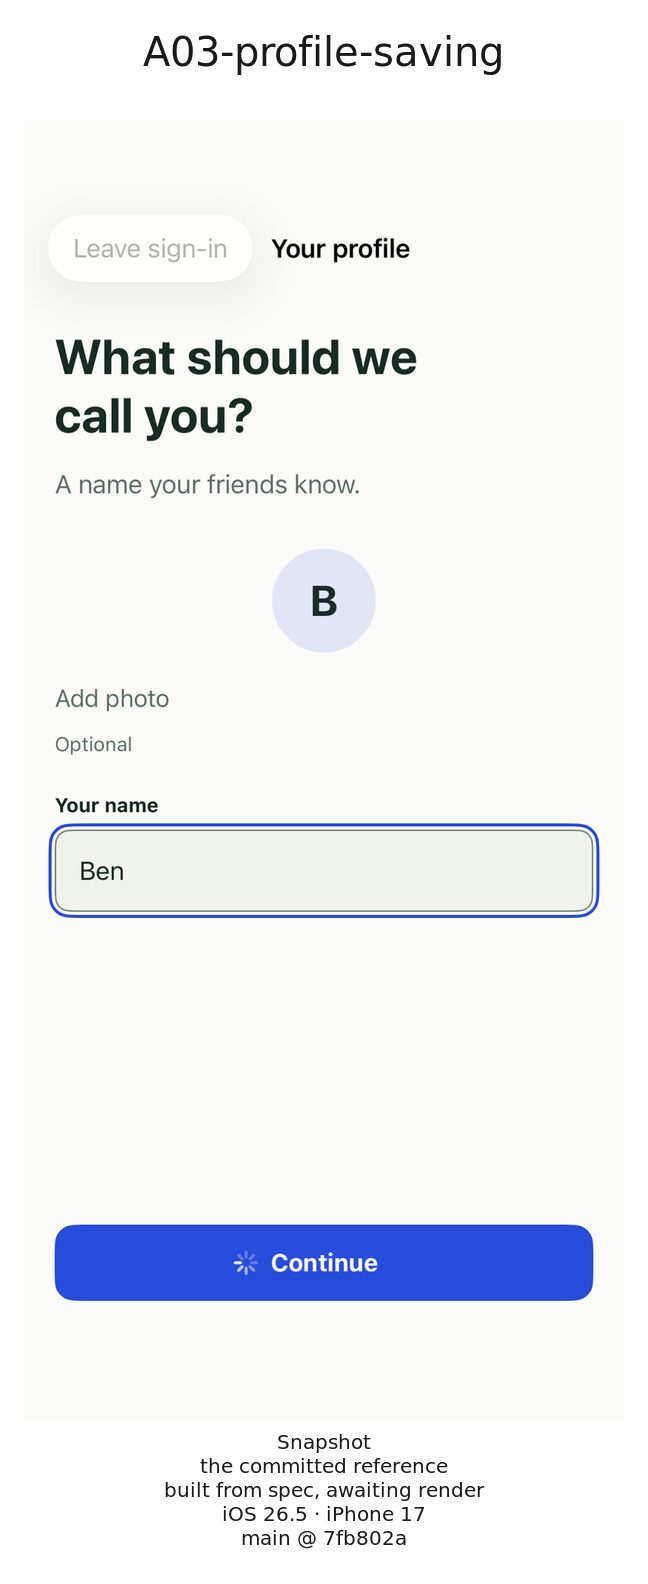 A03-profile-saving
Leave sign-in
Your profile
What should we
call you?
A name your friends know.
B
Add photo
Optional
Your name
Ben
Continue
Snapshot
the committed reference
built from spec, awaiting render
iOS 26.5 · iPhone 17
main @ 7fb802a